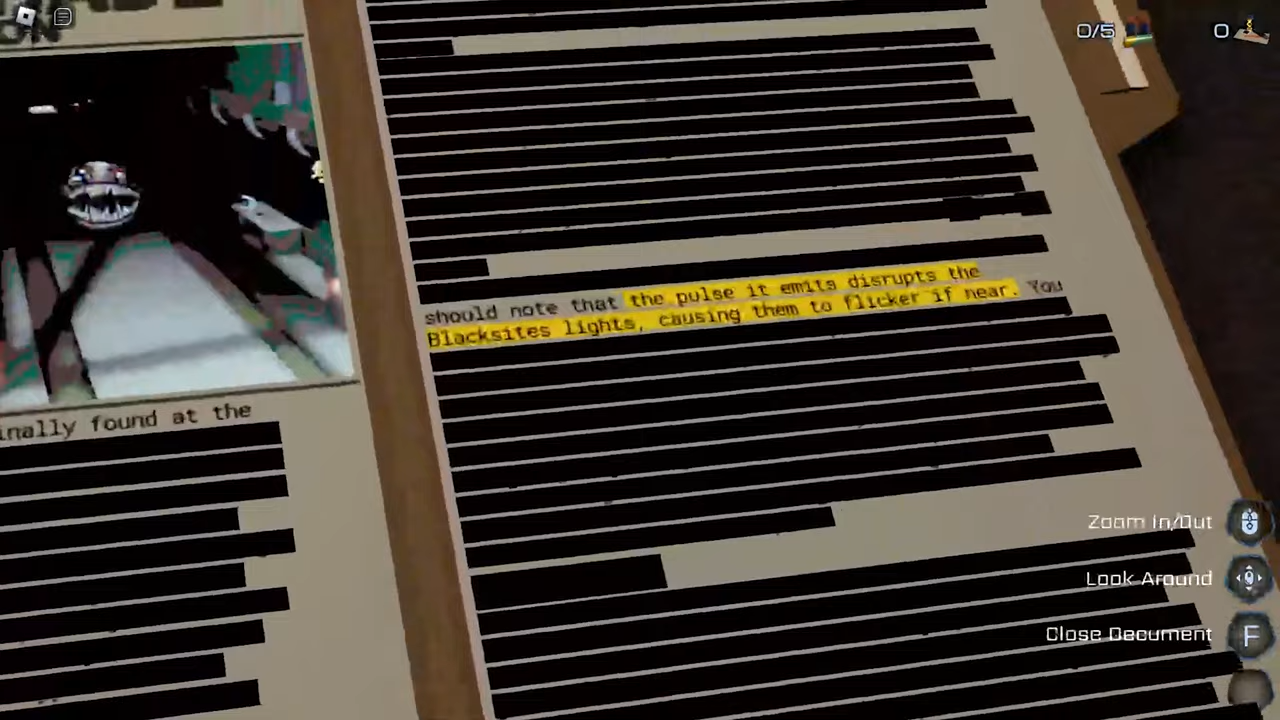 ON
0/5
0
should note that the pulse it emits disrupts the
Blacksites lights, causing them to flicker if near. You
inally found at the
Zoom In/Out
Look Around
Close Document
F